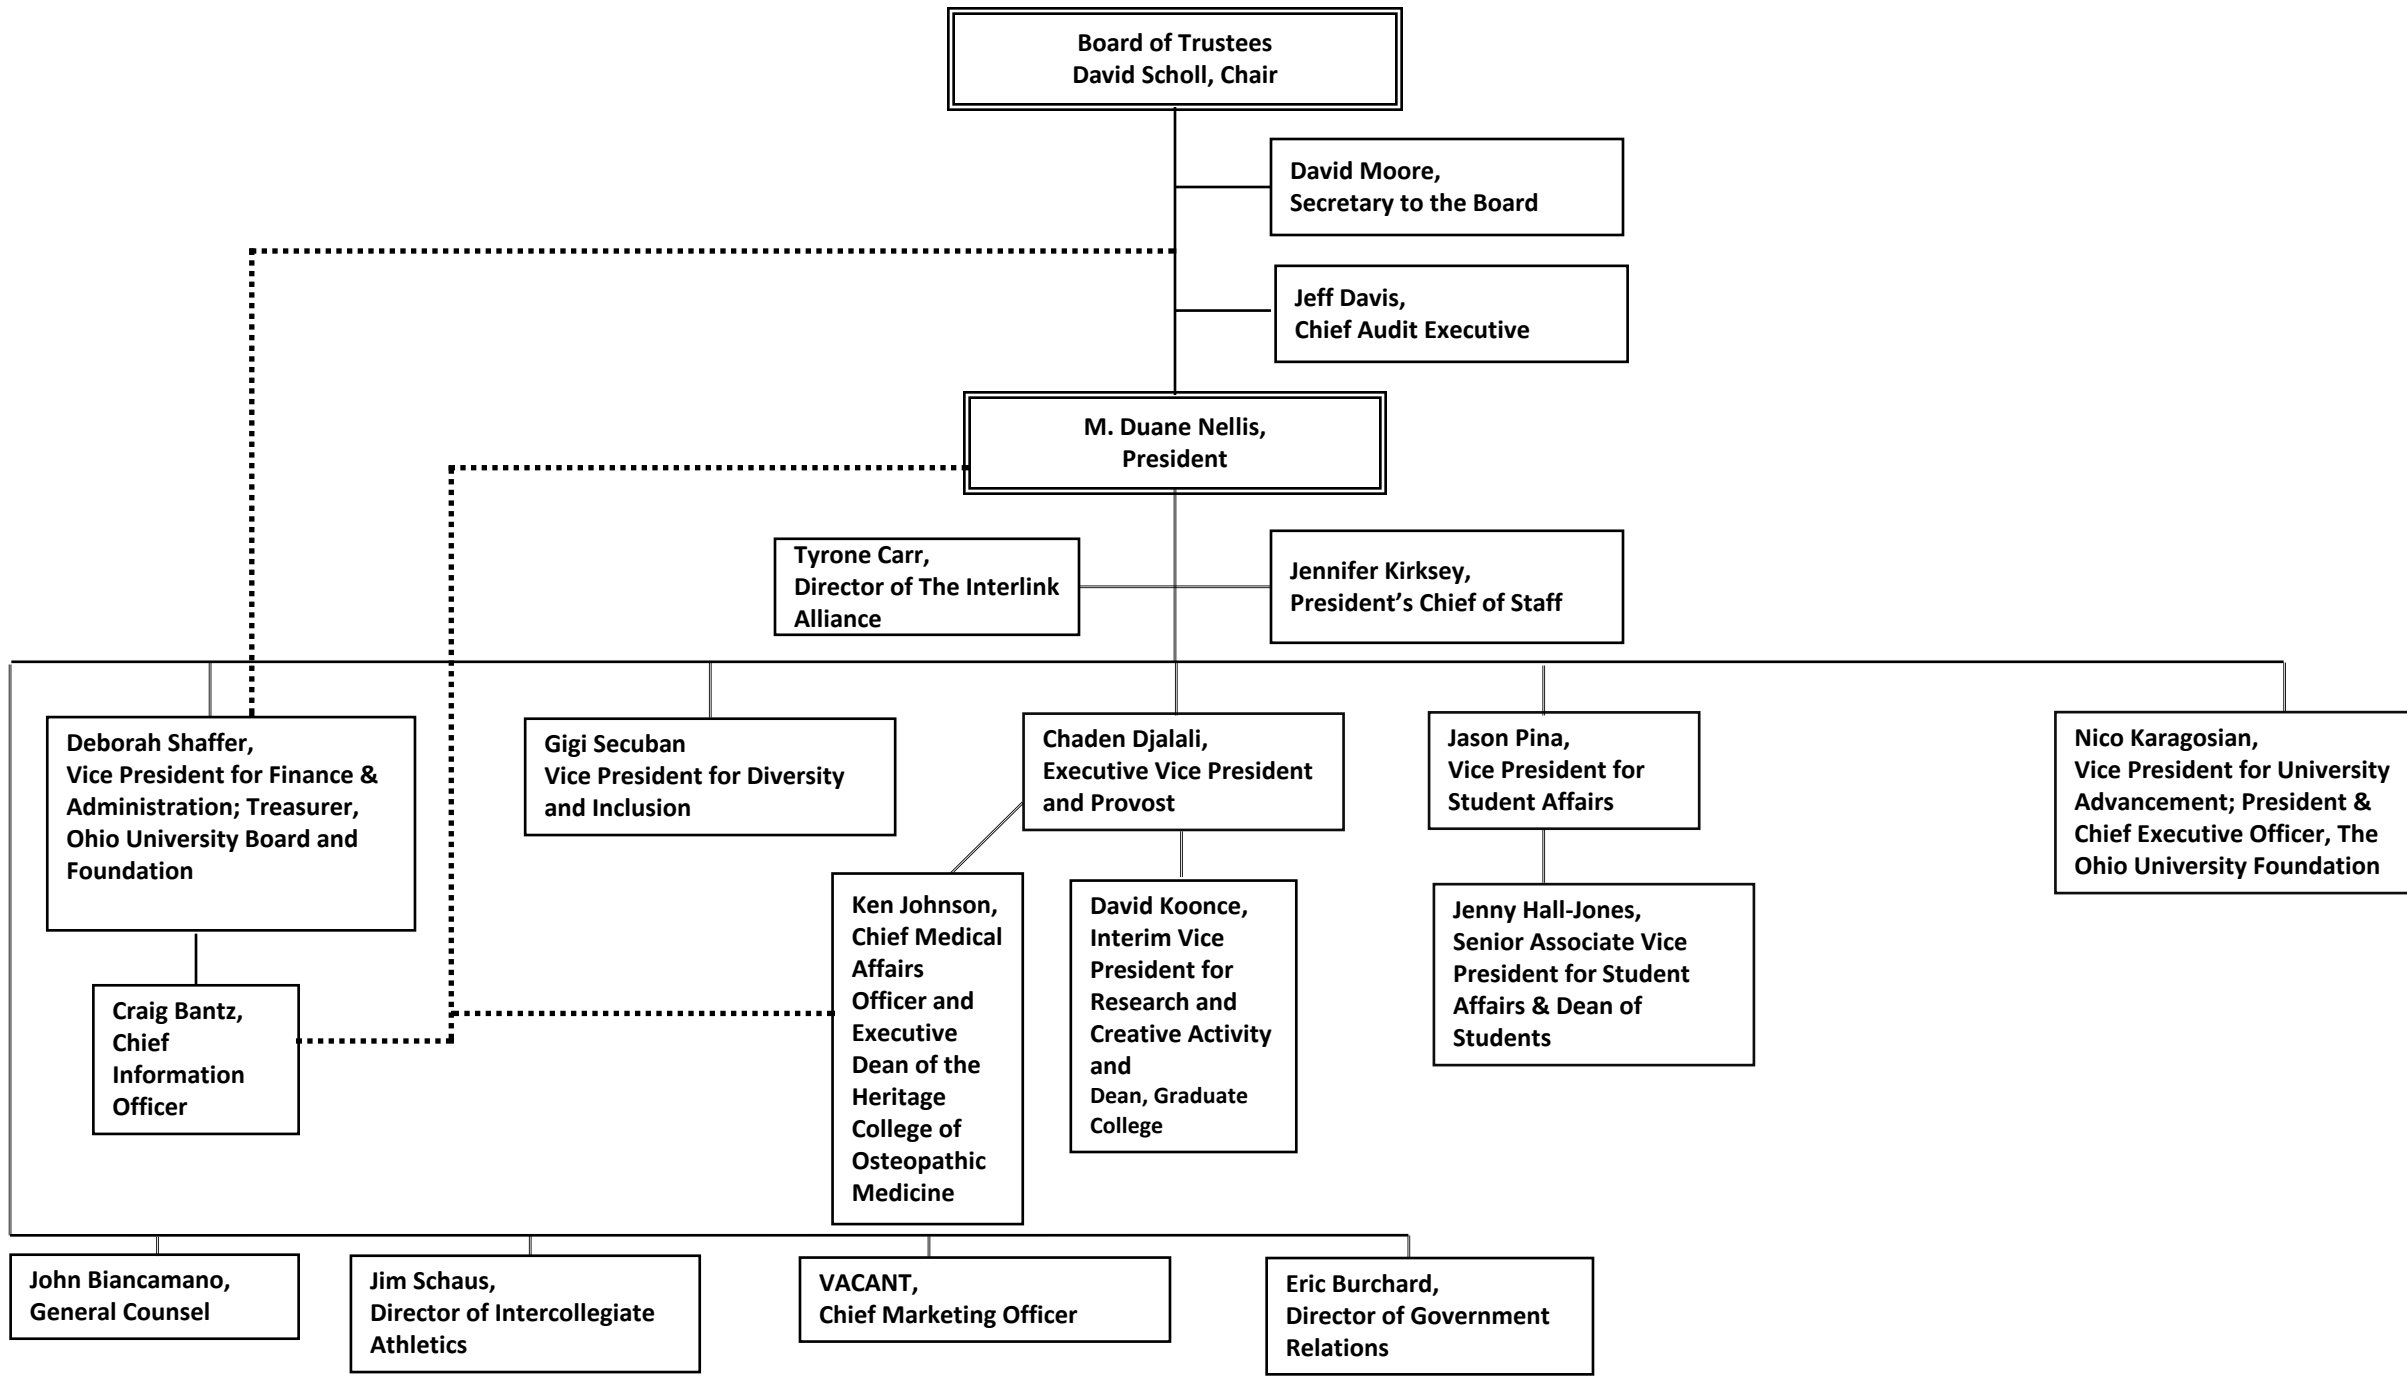 Board of Trustees
David Scholl, Chair
David Moore,
Secretary to the Board
Jeff Davis,
Chief Audit Executive
M. Duane Nellis,
President
Tyrone Carr,
Director of The Interlink
Alliance
Jennifer Kirksey,
President’s Chief of Staff
Deborah Shaffer,
Vice President for Finance &
Administration; Treasurer,
Ohio University Board and
Foundation
Gigi Secuban
Vice President for Diversity
and Inclusion
Chaden Djalali,
Executive Vice President
and Provost
Jason Pina,
Vice President for
Student Affairs
Nico Karagosian,
Vice President for University
Advancement; President &
Chief Executive Officer, The
Ohio University Foundation
Craig Bantz,
Chief
Information
Officer
Ken Johnson,
Chief Medical
Affairs
Officer and
Executive
Dean of the
Heritage
College of
Osteopathic
Medicine
David Koonce,
Interim Vice
President for
Research and
Creative Activity
and
Dean, Graduate
College
Jenny Hall-Jones,
Senior Associate Vice
President for Student
Affairs & Dean of
Students
John Biancamano,
General Counsel
Jim Schaus,
Director of Intercollegiate
Athletics
VACANT,
Chief Marketing Officer
Eric Burchard,
Director of Government
Relations